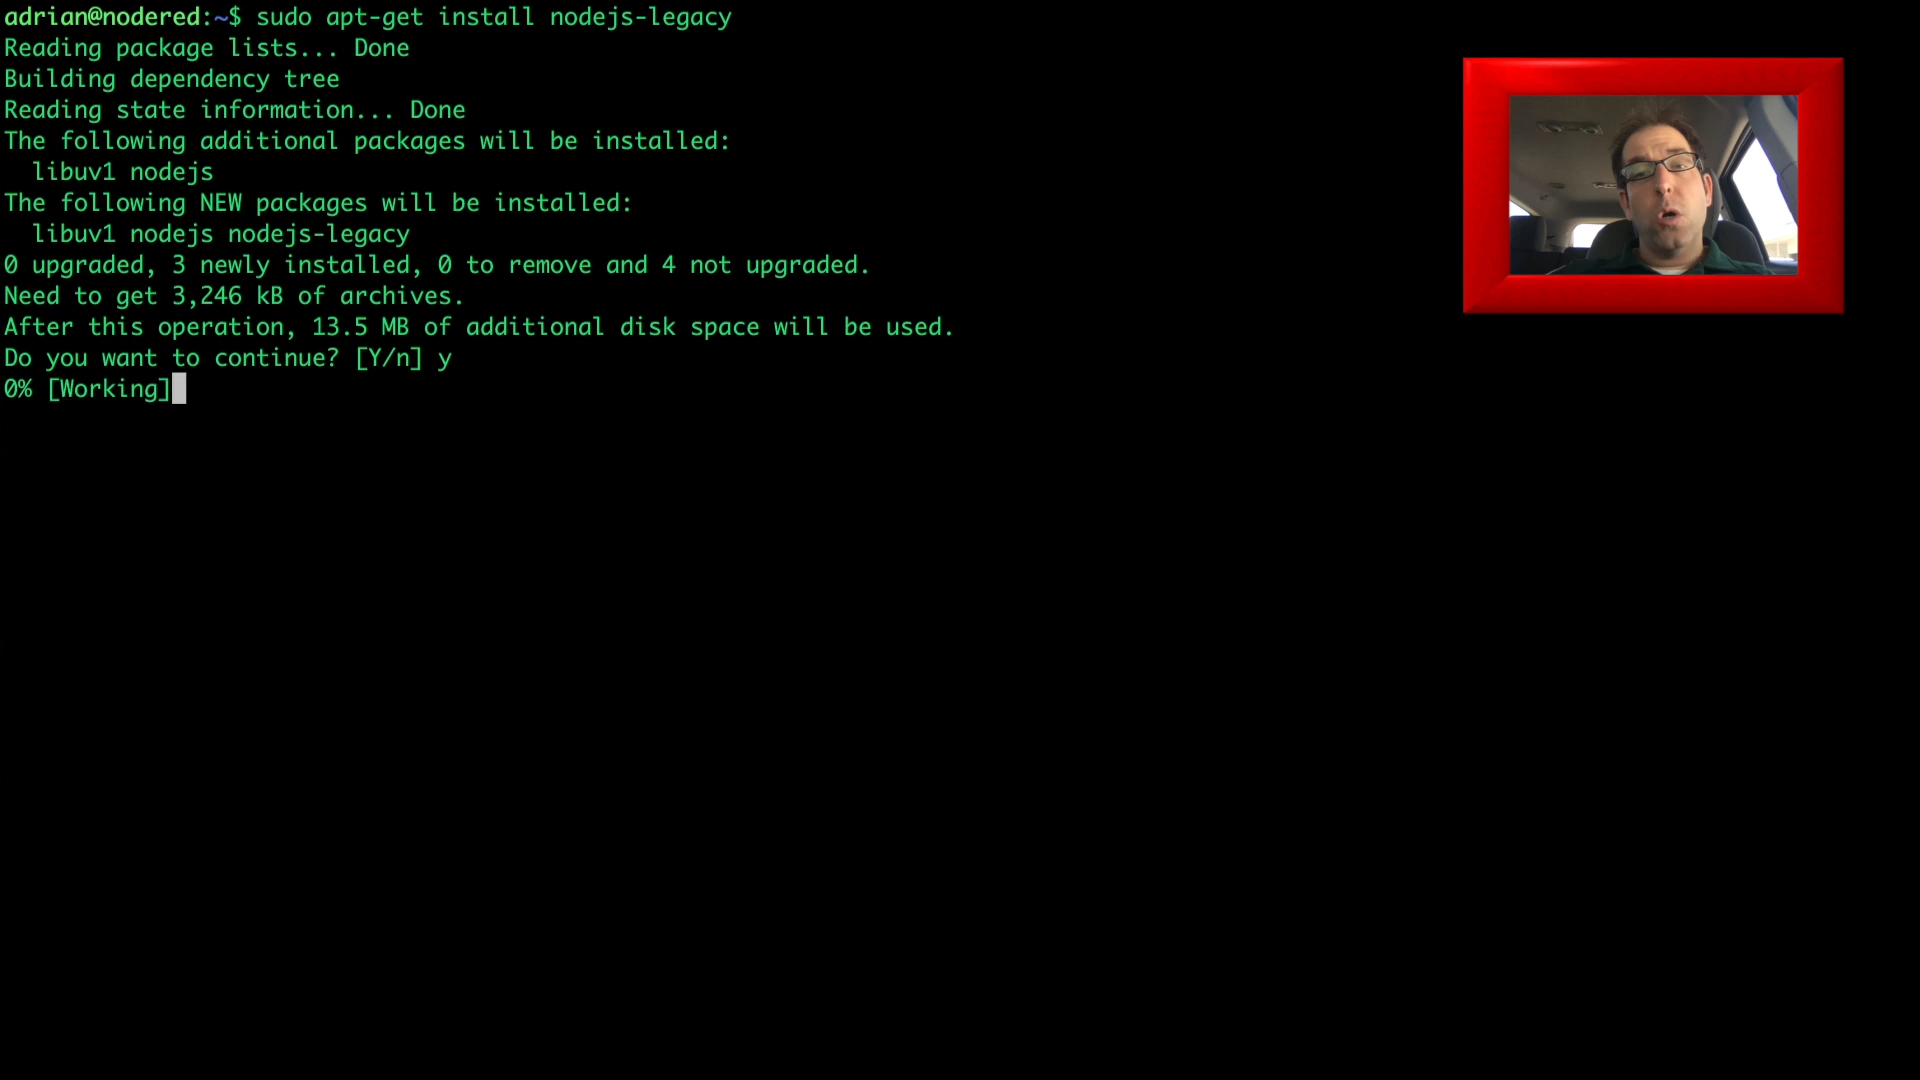 adrian@nodered:~$ sudo apt-get install nodejs-legacy
Reading package lists... Done
Building dependency tree
Reading state information... Done
The following additional packages will be installed:
  libuv1 nodejs
The following NEW packages will be installed:
  libuv1 nodejs nodejs-legacy
0 upgraded, 3 newly installed, 0 to remove and 4 not upgraded.
Need to get 3,246 kB of archives.
After this operation, 13.5 MB of additional disk space will be used.
Do you want to continue? [Y/n] y
0% [Working]